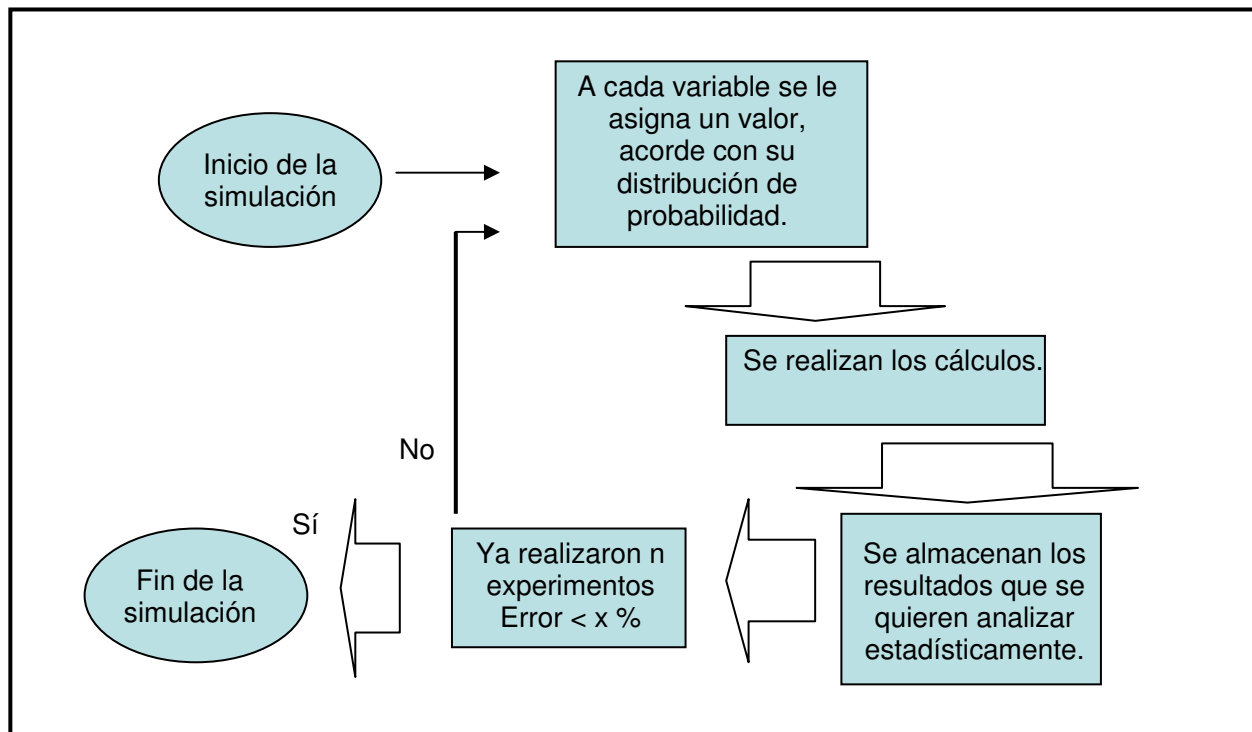 Inicio de la
simulación
A cada variable se le
asigna un valor,
acorde con su
distribución de
probabilidad.
Se realizan los cálculos.
Se almacenan los
resultados que se
quieren analizar
estadísticamente.
Ya realizaron n
experimentos
Error < x %
No
Sí
Fin de la
simulación